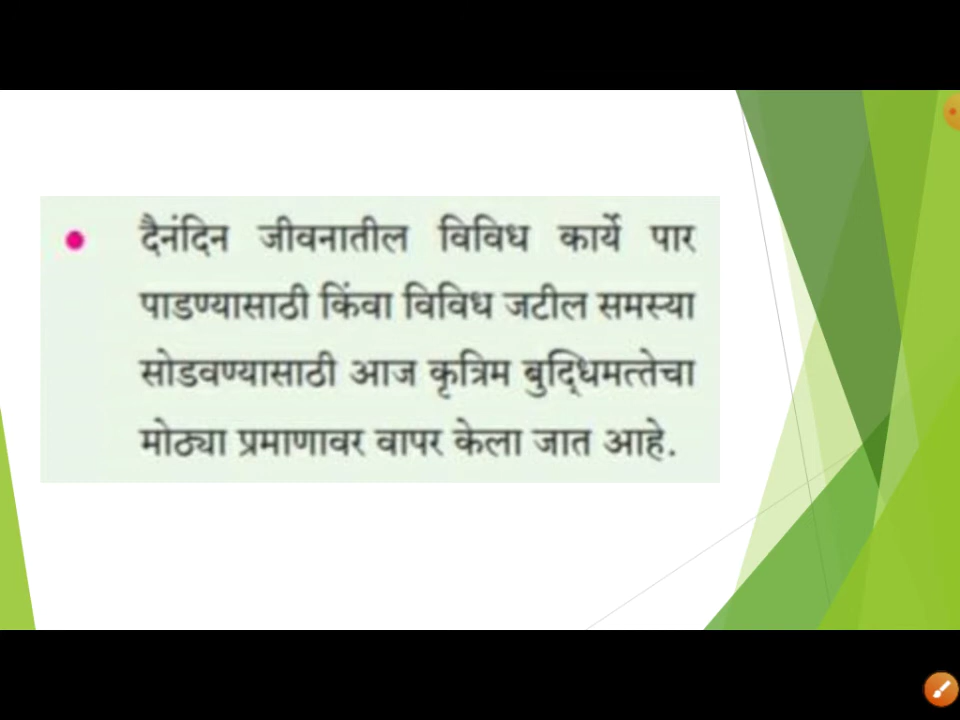 दैनंदिन जीवनातील विविध कार्ये पार
पाडण्यासाठी किंवा विविध जटील समस्या
सोडवण्यासाठी आज कृत्रिम बुद्धिमत्तेचा
मोठ्या प्रमाणावर वापर केला जात आहे.